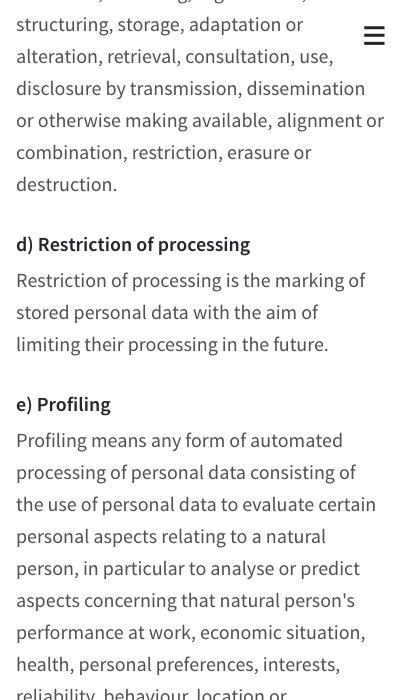 structuring, storage, adaptation or
alteration, retrieval, consultation, use,
disclosure by transmission, dissemination
or otherwise making available, alignment or
combination, restriction, erasure or
destruction.
d) Restriction of processing
Restriction of processing is the marking of
stored personal data with the aim of
limiting their processing in the future.
e) Profiling
Profiling means any form of automated
processing of personal data consisting of
the use of personal data to evaluate certain
personal aspects relating to a natural
person, in particular to analyse or predict
aspects concerning that natural person's
performance at work, economic situation,
health, personal preferences, interests,
reliability, behaviour, location or